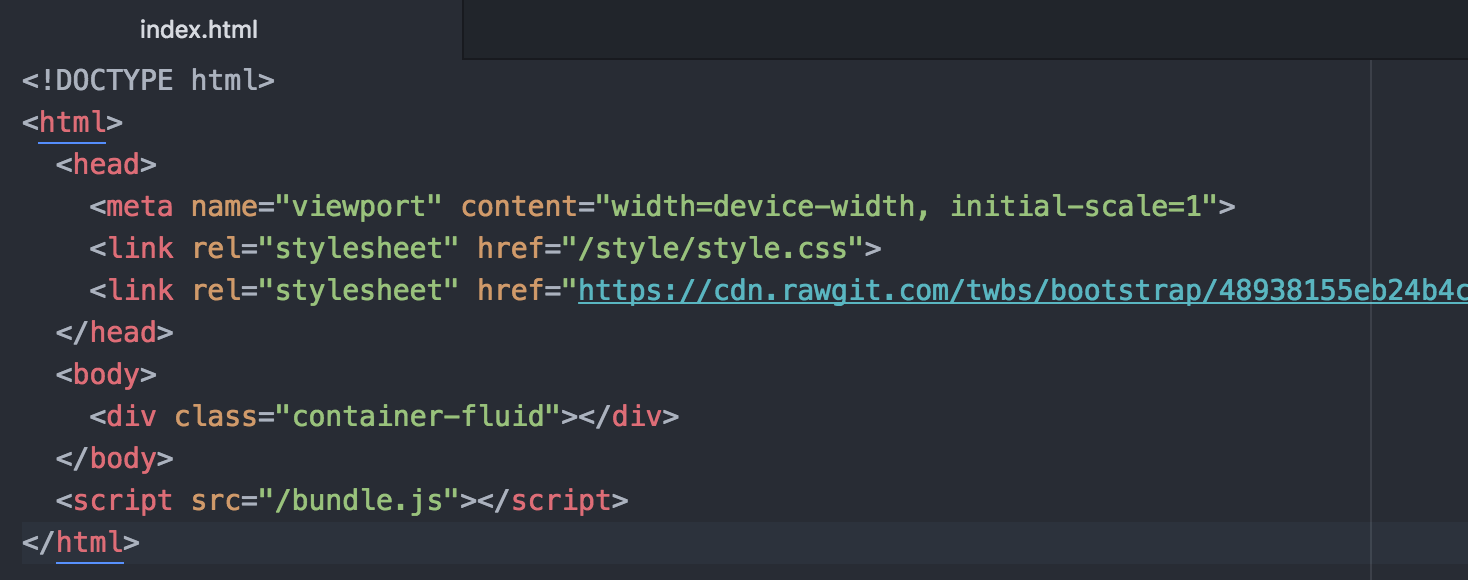 index.html
<!DOCTYPE html>
<html>
<head>
<meta name="viewport" content="width=device-width, initial-scale=1">
<link rel="stylesheet" href="/style/style.css">
<link rel="stylesheet" href="https://cdn.rawgit.com/twbs/bootstrap/48938155eb24b4c
</head>
<body>
<div class="container-fluid"></div>
</body>
<script src="/bundle.js"></script>
</html>